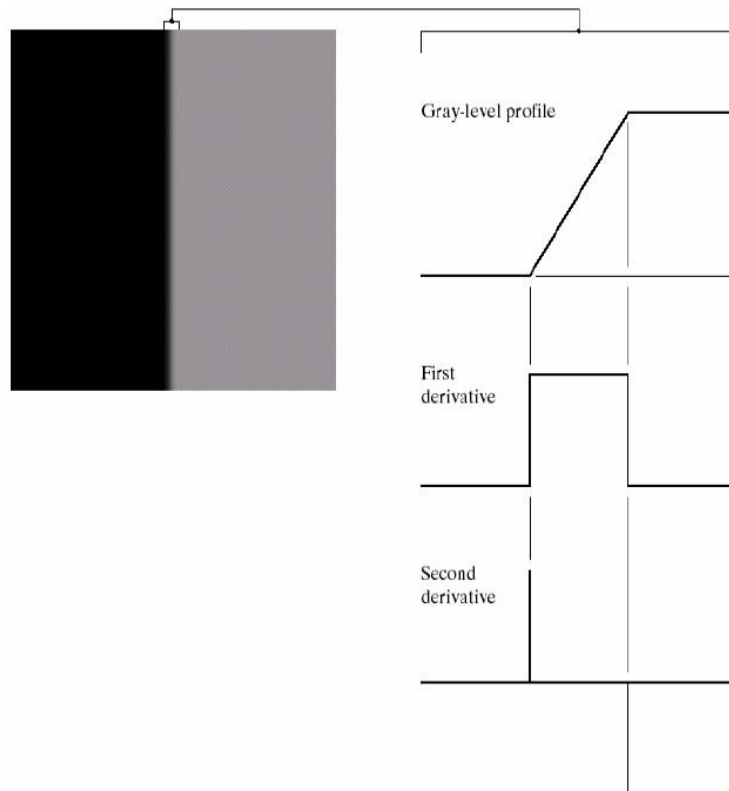 Gray-level profile
First
derivative
Second
derivative